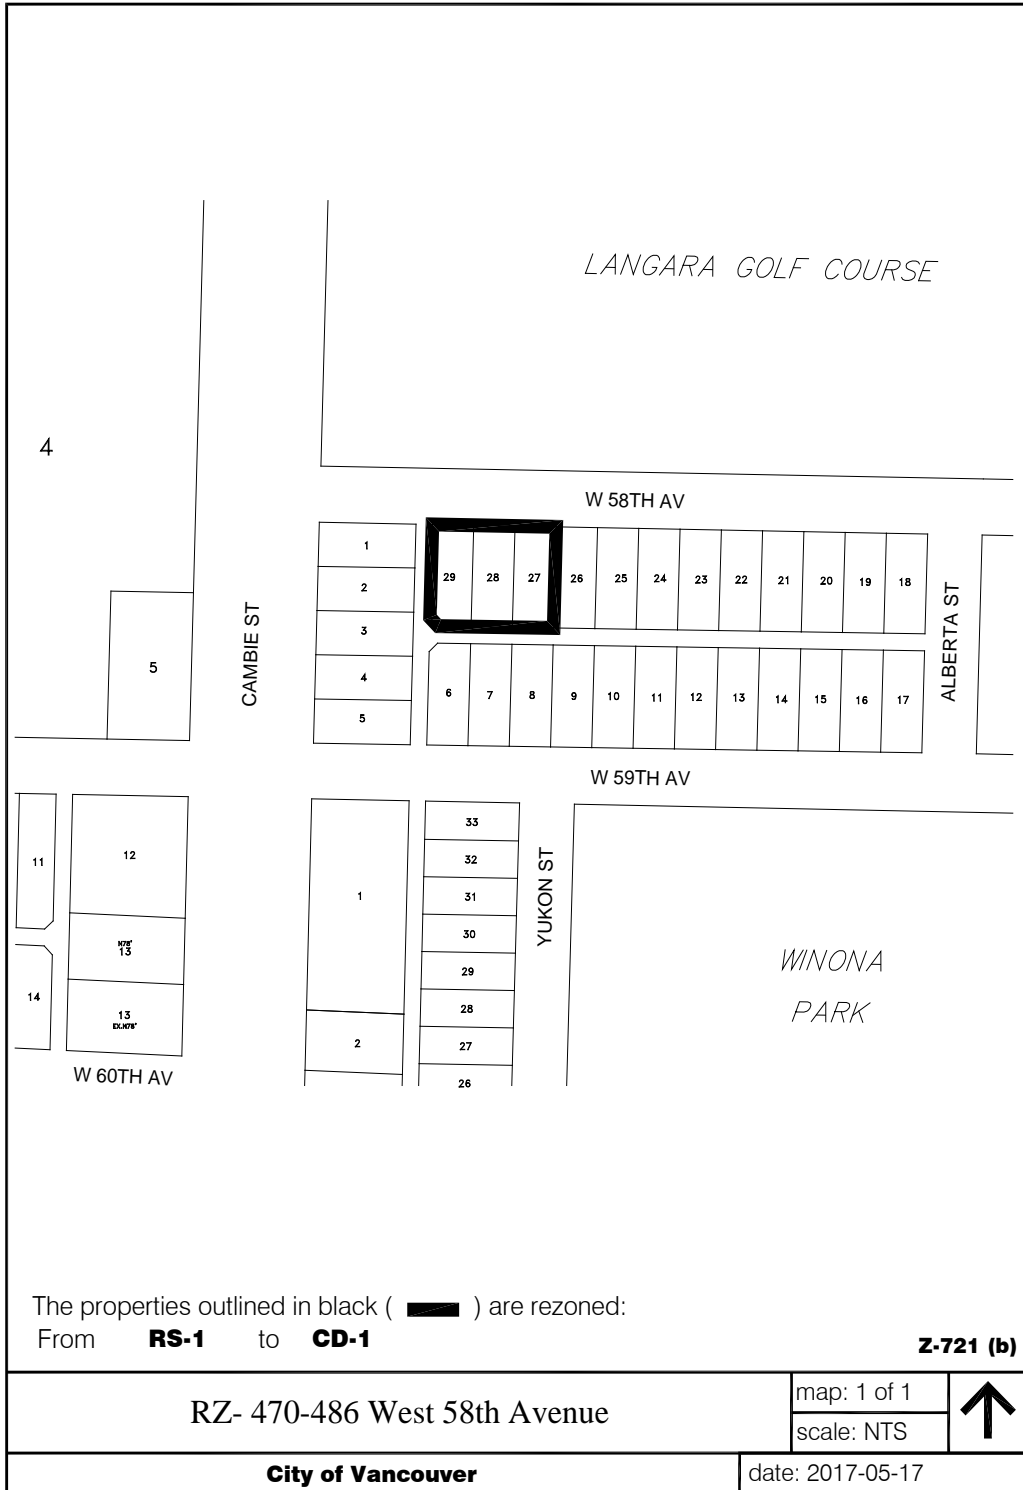 LANGARA GOLF COURSE
4
W 58TH AV
1
2
3
4
5
29 28 27 26 25 24 23 22 21 20 19 18
CAMBIE ST
ALBERTA ST
5
6 7 8 9 10 11 12 13 14 15 16 17
W 59TH AV
11
12
N78'
13
14
13
EX.N78'
1
2
33
32
31
30
29
28
27
26
YUKON ST
WINONA
PARK
W 60TH AV
The properties outlined in black ( ) are rezoned:
From RS-1 to CD-1
Z-721 (b)
RZ- 470-486 West 58th Avenue
map: 1 of 1
scale: NTS
City of Vancouver
date: 2017-05-17